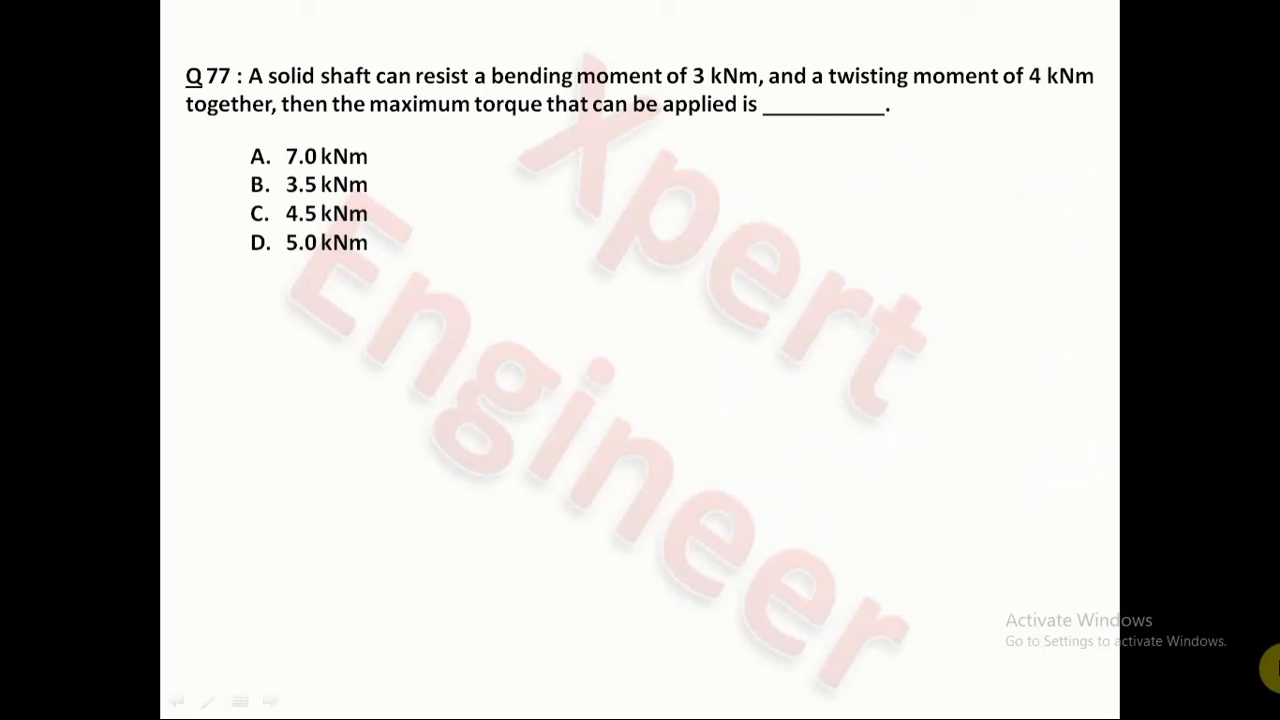 Q 77 : A solid shaft can resist a bending moment of 3 kNm, and a twisting moment of 4 kNm
together, then the maximum torque that can be applied is __________.
A. 7.0 kNm
B. 3.5 kNm
C. 4.5 kNm
D. 5.0 kNm
Xpert
Engineer
Activate Windows
Go to Settings to activate Windows.